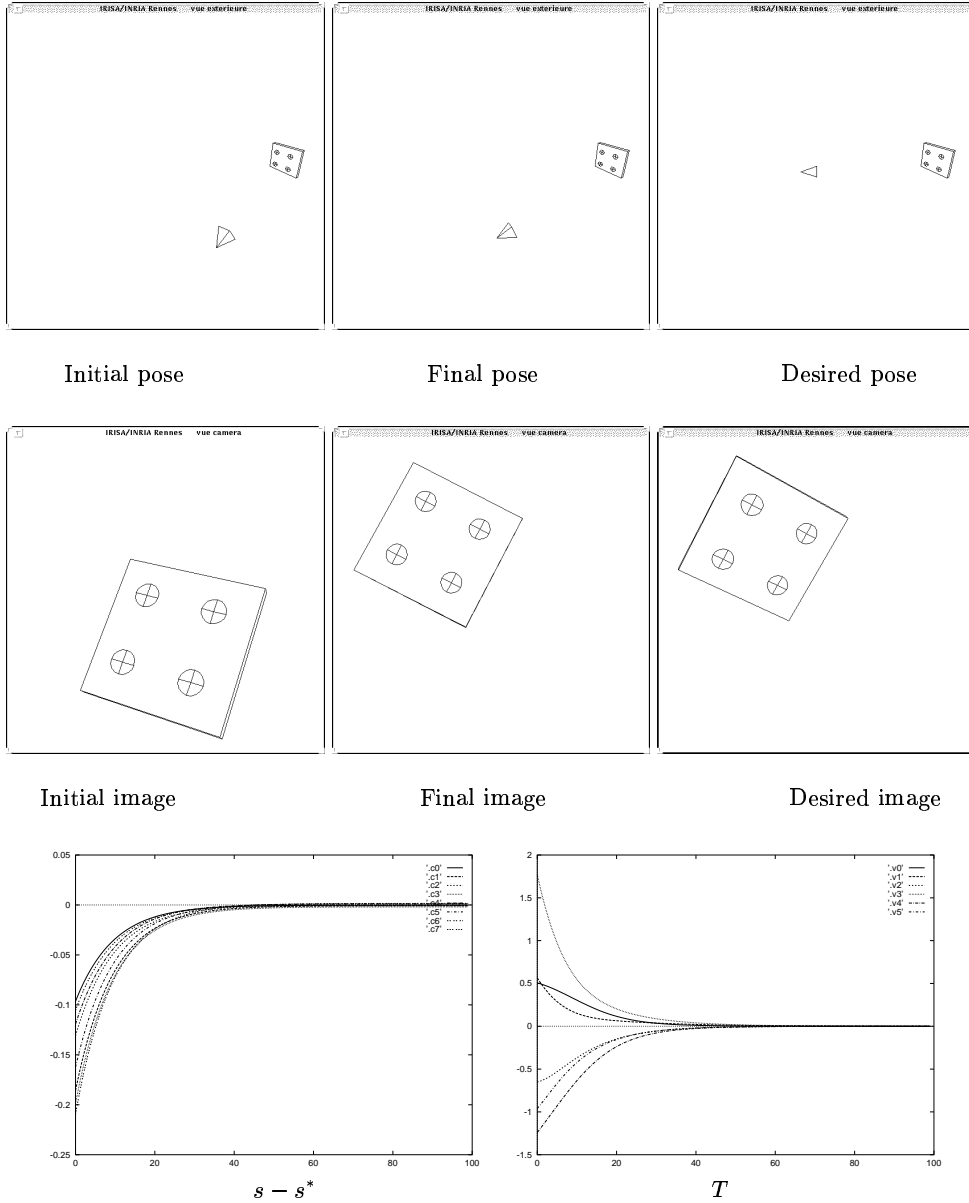 IRISA/INRIA Rennes vue exterieure
IRISA/INRIA Rennes vue exterieure
IRISA/INRIA Rennes vue exterieure
Initial pose
Final pose
Desired pose
IRISA/INRIA Rennes vue camera
IRISA/INRIA Rennes vue camera
IRISA/INRIA Rennes vue camera
Initial image
Final image
Desired image
0.05
0
-0.05
-0.1
-0.15
-0.2
-0.25
0 20 40 60 80 100
'.c0'
'.c1'
'.c2'
'.c3'
'.c4'
'.c5'
'.c6'
'.c7'
s − s*
2
1.5
1
0.5
0
-0.5
-1
-1.5
0 20 40 60 80 100
'.v0'
'.v1'
'.v2'
'.v3'
'.v4'
'.v5'
T